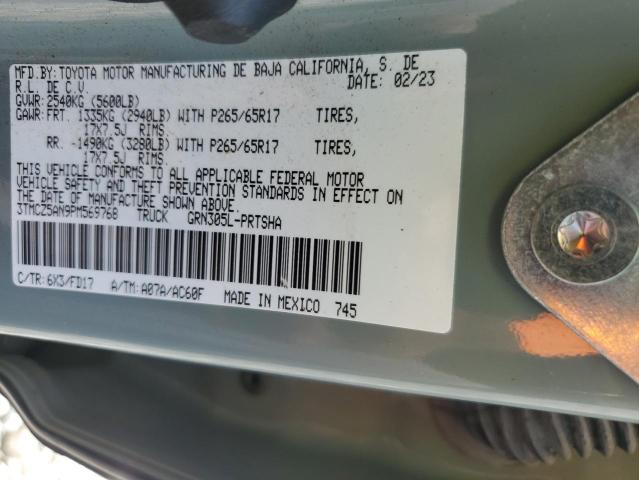 MFD.BY: TOYOTA MOTOR MANUFACTURING DE BAJA CALIFORNIA, S. DE
R.L. DE C.V. DATE: 02/23
GVWR: 2540KG (5600LB)
GAWR: FRT. 1335KG (2940LB) WITH P265/65R17 TIRES,
17X7.5J RIMS.
RR. -1490KG (3280LB) WITH P265/65R17 TIRES,
17X7.5J RIMS.
THIS VEHICLE CONFORMS TO ALL APPLICABLE FEDERAL MOTOR
VEHICLE SAFETY AND THEFT PREVENTION STANDARDS IN EFFECT ON
THE DATE OF MANUFACTURE SHOWN ABOVE.
3TMCZ5AN9PM569768 TRUCK GRN305L-PRTSHA
C/TR: 6X3/FD17 A/TM: A07A/AC60F MADE IN MEXICO 745